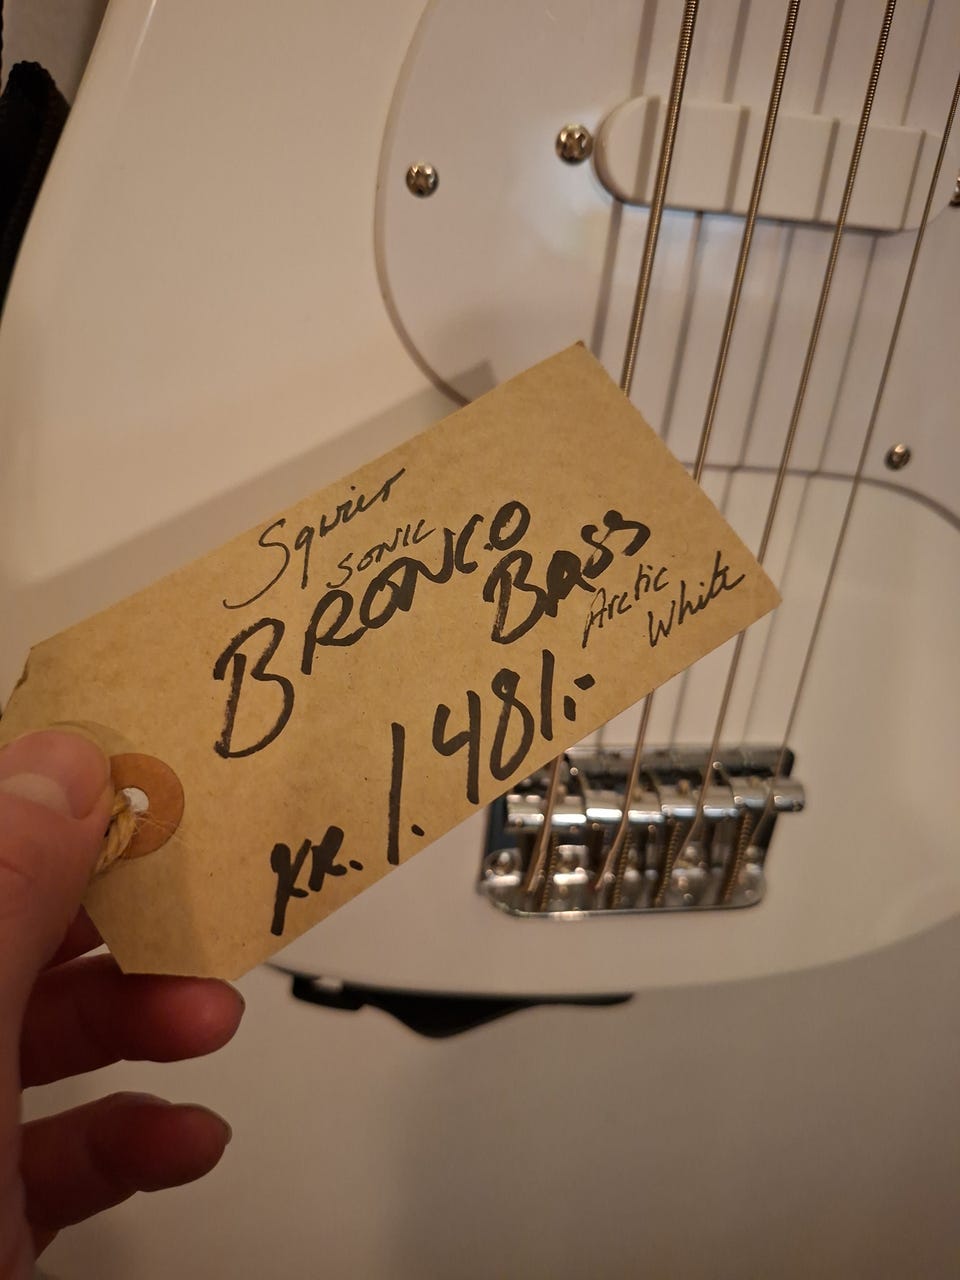 Squier
SONIC
BRONCO
BASS
Arctic
White
KR. 1.481.-